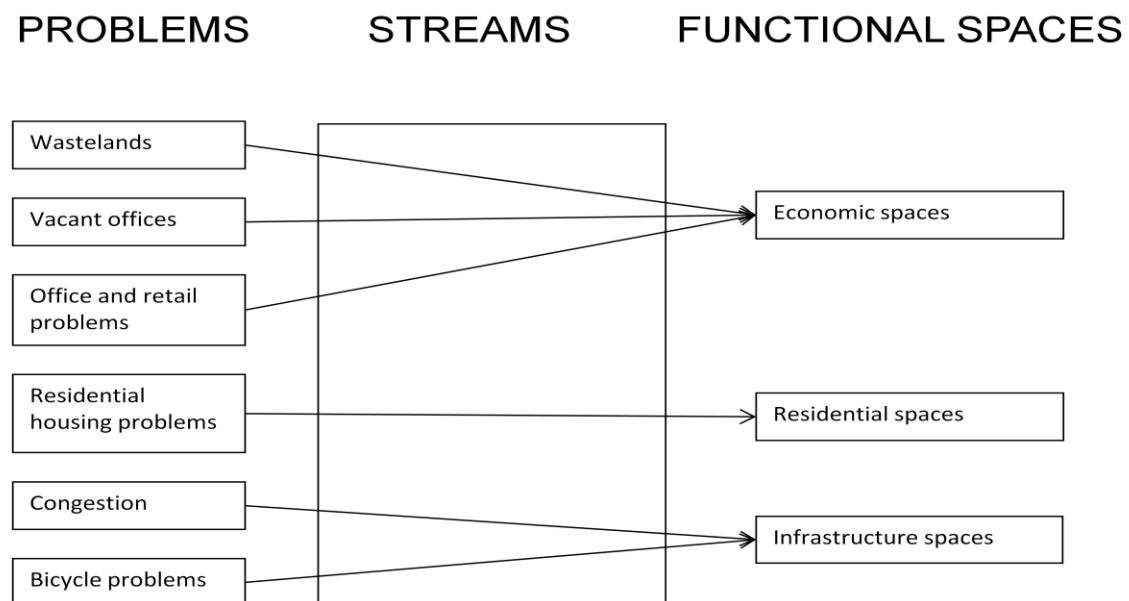 PROBLEMS STREAMS FUNCTIONAL SPACES
Wastelands
Vacant offices
Economic spaces
Office and retail
problems
Residential
housing problems
Residential spaces
Congestion
Infrastructure spaces
Bicycle problems